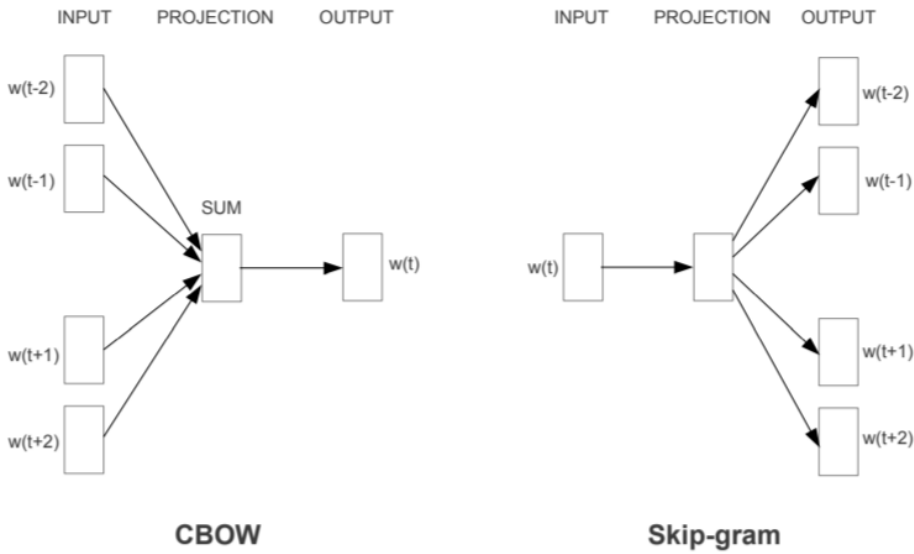 INPUT PROJECTION OUTPUT
w(t-2)
w(t-1)
SUM
w(t)
w(t+1)
w(t+2)
CBOW
INPUT PROJECTION OUTPUT
w(t-2)
w(t-1)
w(t)
w(t+1)
w(t+2)
Skip-gram